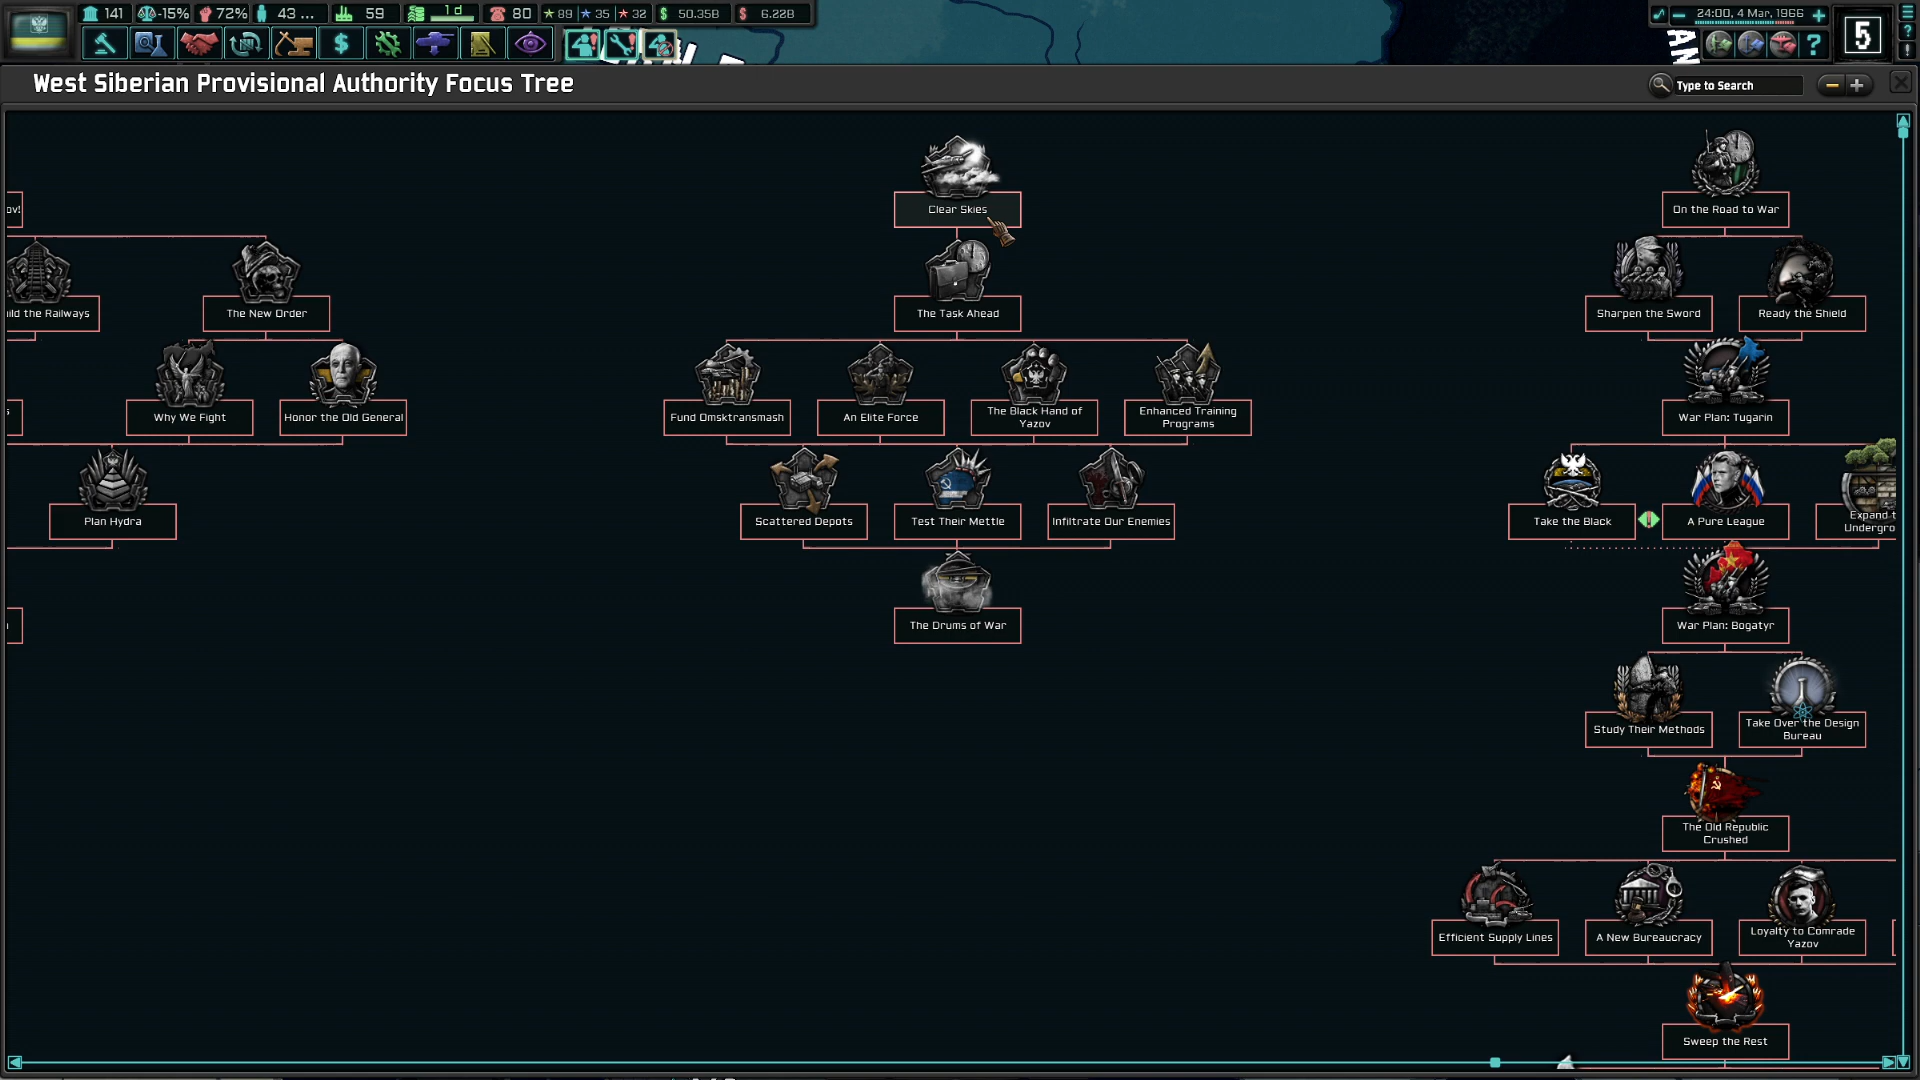 141
-15%
72%
43 ...
59
1 d
80
89
35
32
$ 50.35B
$ 6.22B
24:00, 4 Mar, 1966
5
West Siberian Provisional Authority Focus Tree
Type to Search
Clear Skies
On the Road to War
The New Order
The Task Ahead
Sharpen the Sword
Ready the Shield
Why We Fight
Honor the Old General
Fund Omsktransmash
An Elite Force
The Black Hand of
Yazov
Enhanced Training
Programs
War Plan: Tugarin
Plan Hydra
Scattered Depots
Test Their Mettle
Infiltrate Our Enemies
Take the Black
A Pure League
Expand t
Undergro
The Drums of War
War Plan: Bogatyr
Study Their Methods
Take Over the Design
Bureau
The Old Republic
Crushed
Efficient Supply Lines
A New Bureaucracy
Loyalty to Comrade
Yazov
Sweep the Rest